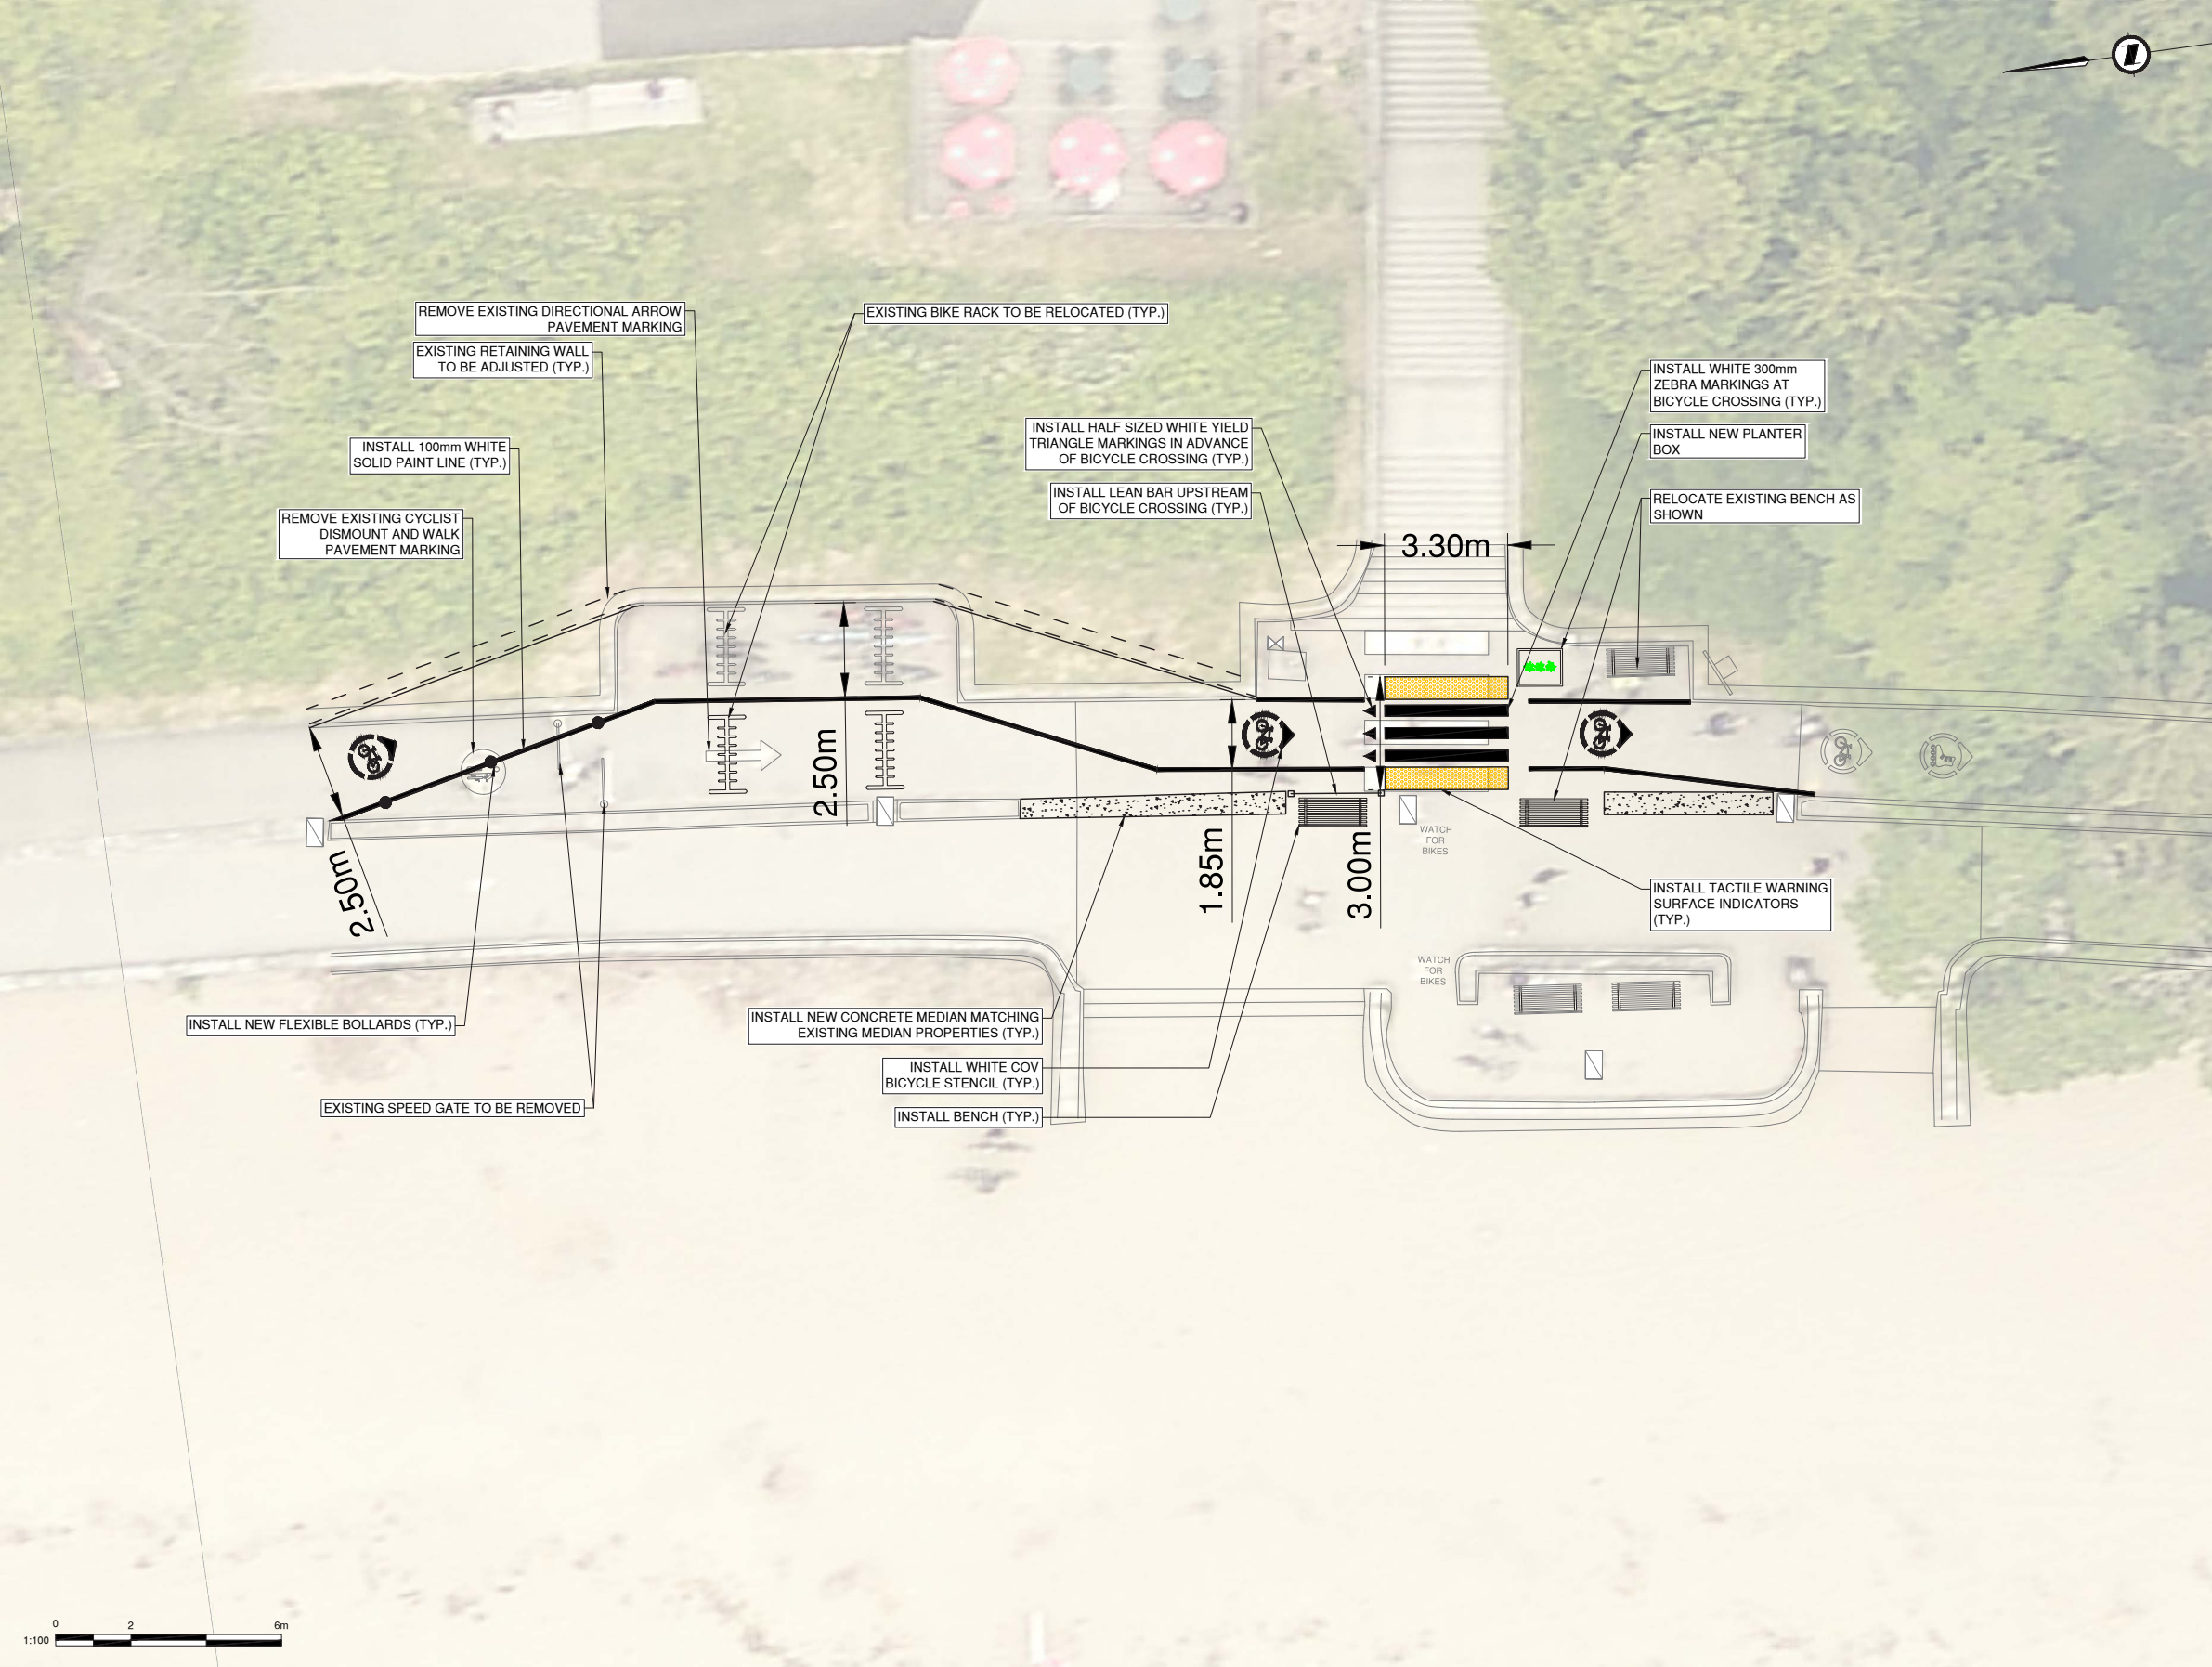 REMOVE EXISTING DIRECTIONAL ARROW
PAVEMENT MARKING
EXISTING RETAINING WALL
TO BE ADJUSTED (TYP.)
EXISTING BIKE RACK TO BE RELOCATED (TYP.)
INSTALL 100mm WHITE
SOLID PAINT LINE (TYP.)
REMOVE EXISTING CYCLIST
DISMOUNT AND WALK
PAVEMENT MARKING
INSTALL HALF SIZED WHITE YIELD
TRIANGLE MARKINGS IN ADVANCE
OF BICYCLE CROSSING (TYP.)
INSTALL LEAN BAR UPSTREAM
OF BICYCLE CROSSING (TYP.)
INSTALL WHITE 300mm
ZEBRA MARKINGS AT
BICYCLE CROSSING (TYP.)
INSTALL NEW PLANTER
BOX
RELOCATE EXISTING BENCH AS
SHOWN
3.30m
2.50m
2.50m
1.85m
3.00m
WATCH
FOR
BIKES
INSTALL TACTILE WARNING
SURFACE INDICATORS
(TYP.)
WATCH
FOR
BIKES
INSTALL NEW FLEXIBLE BOLLARDS (TYP.)
INSTALL NEW CONCRETE MEDIAN MATCHING
EXISTING MEDIAN PROPERTIES (TYP.)
INSTALL WHITE COV
BICYCLE STENCIL (TYP.)
EXISTING SPEED GATE TO BE REMOVED
INSTALL BENCH (TYP.)
0 2 6m
1:100